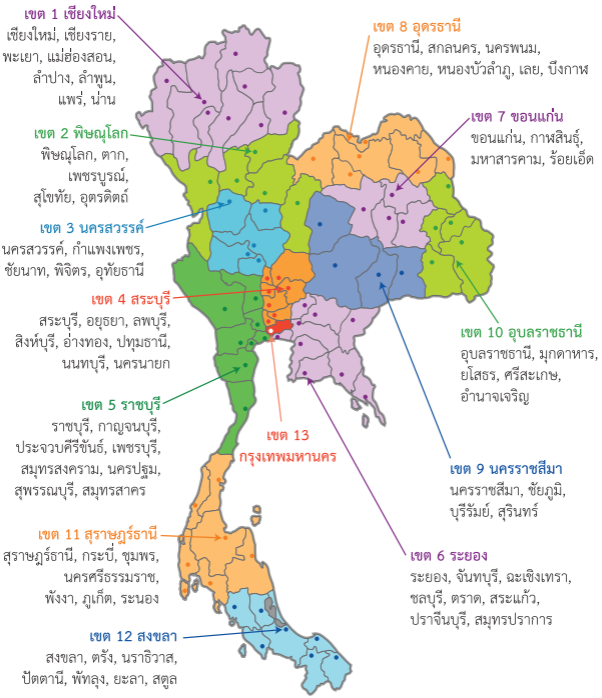 เขต 1 เชียงใหม่
เชียงใหม่, เชียงราย,
พะเยา, แม่ฮ่องสอน,
ลำปาง, ลำพูน,
แพร่, น่าน
เขต 2 พิษณุโลก
พิษณุโลก, ตาก,
เพชรบูรณ์,
สุโขทัย, อุตรดิตถ์
เขต 3 นครสวรรค์
นครสวรรค์, กำแพงเพชร,
ชัยนาท, พิจิตร, อุทัยธานี
เขต 4 สระบุรี
สระบุรี, อยุธยา, ลพบุรี,
สิงห์บุรี, อ่างทอง, ปทุมธานี,
นนทบุรี, นครนายก
เขต 5 ราชบุรี
ราชบุรี, กาญจนบุรี,
ประจวบคีรีขันธ์, เพชรบุรี,
สมุทรสงคราม, นครปฐม,
สุพรรณบุรี, สมุทรสาคร
เขต 11 สุราษฎร์ธานี
สุราษฎร์ธานี, กระบี่, ชุมพร,
นครศรีธรรมราช,
พังงา, ภูเก็ต, ระนอง
เขต 12 สงขลา
สงขลา, ตรัง, นราธิวาส,
ปัตตานี, พัทลุง, ยะลา, สตูล
เขต 8 อุดรธานี
อุดรธานี, สกลนคร, นครพนม,
หนองคาย, หนองบัวลำภู, เลย, บึงกาฬ
เขต 7 ขอนแก่น
ขอนแก่น, กาฬสินธุ์,
มหาสารคาม, ร้อยเอ็ด
เขต 10 อุบลราชธานี
อุบลราชธานี, มุกดาหาร,
ยโสธร, ศรีสะเกษ,
อำนาจเจริญ
เขต 13
กรุงเทพมหานคร
เขต 9 นครราชสีมา
นครราชสีมา, ชัยภูมิ,
บุรีรัมย์, สุรินทร์
เขต 6 ระยอง
ระยอง, จันทบุรี, ฉะเชิงเทรา,
ชลบุรี, ตราด, สระแก้ว,
ปราจีนบุรี, สมุทรปราการ